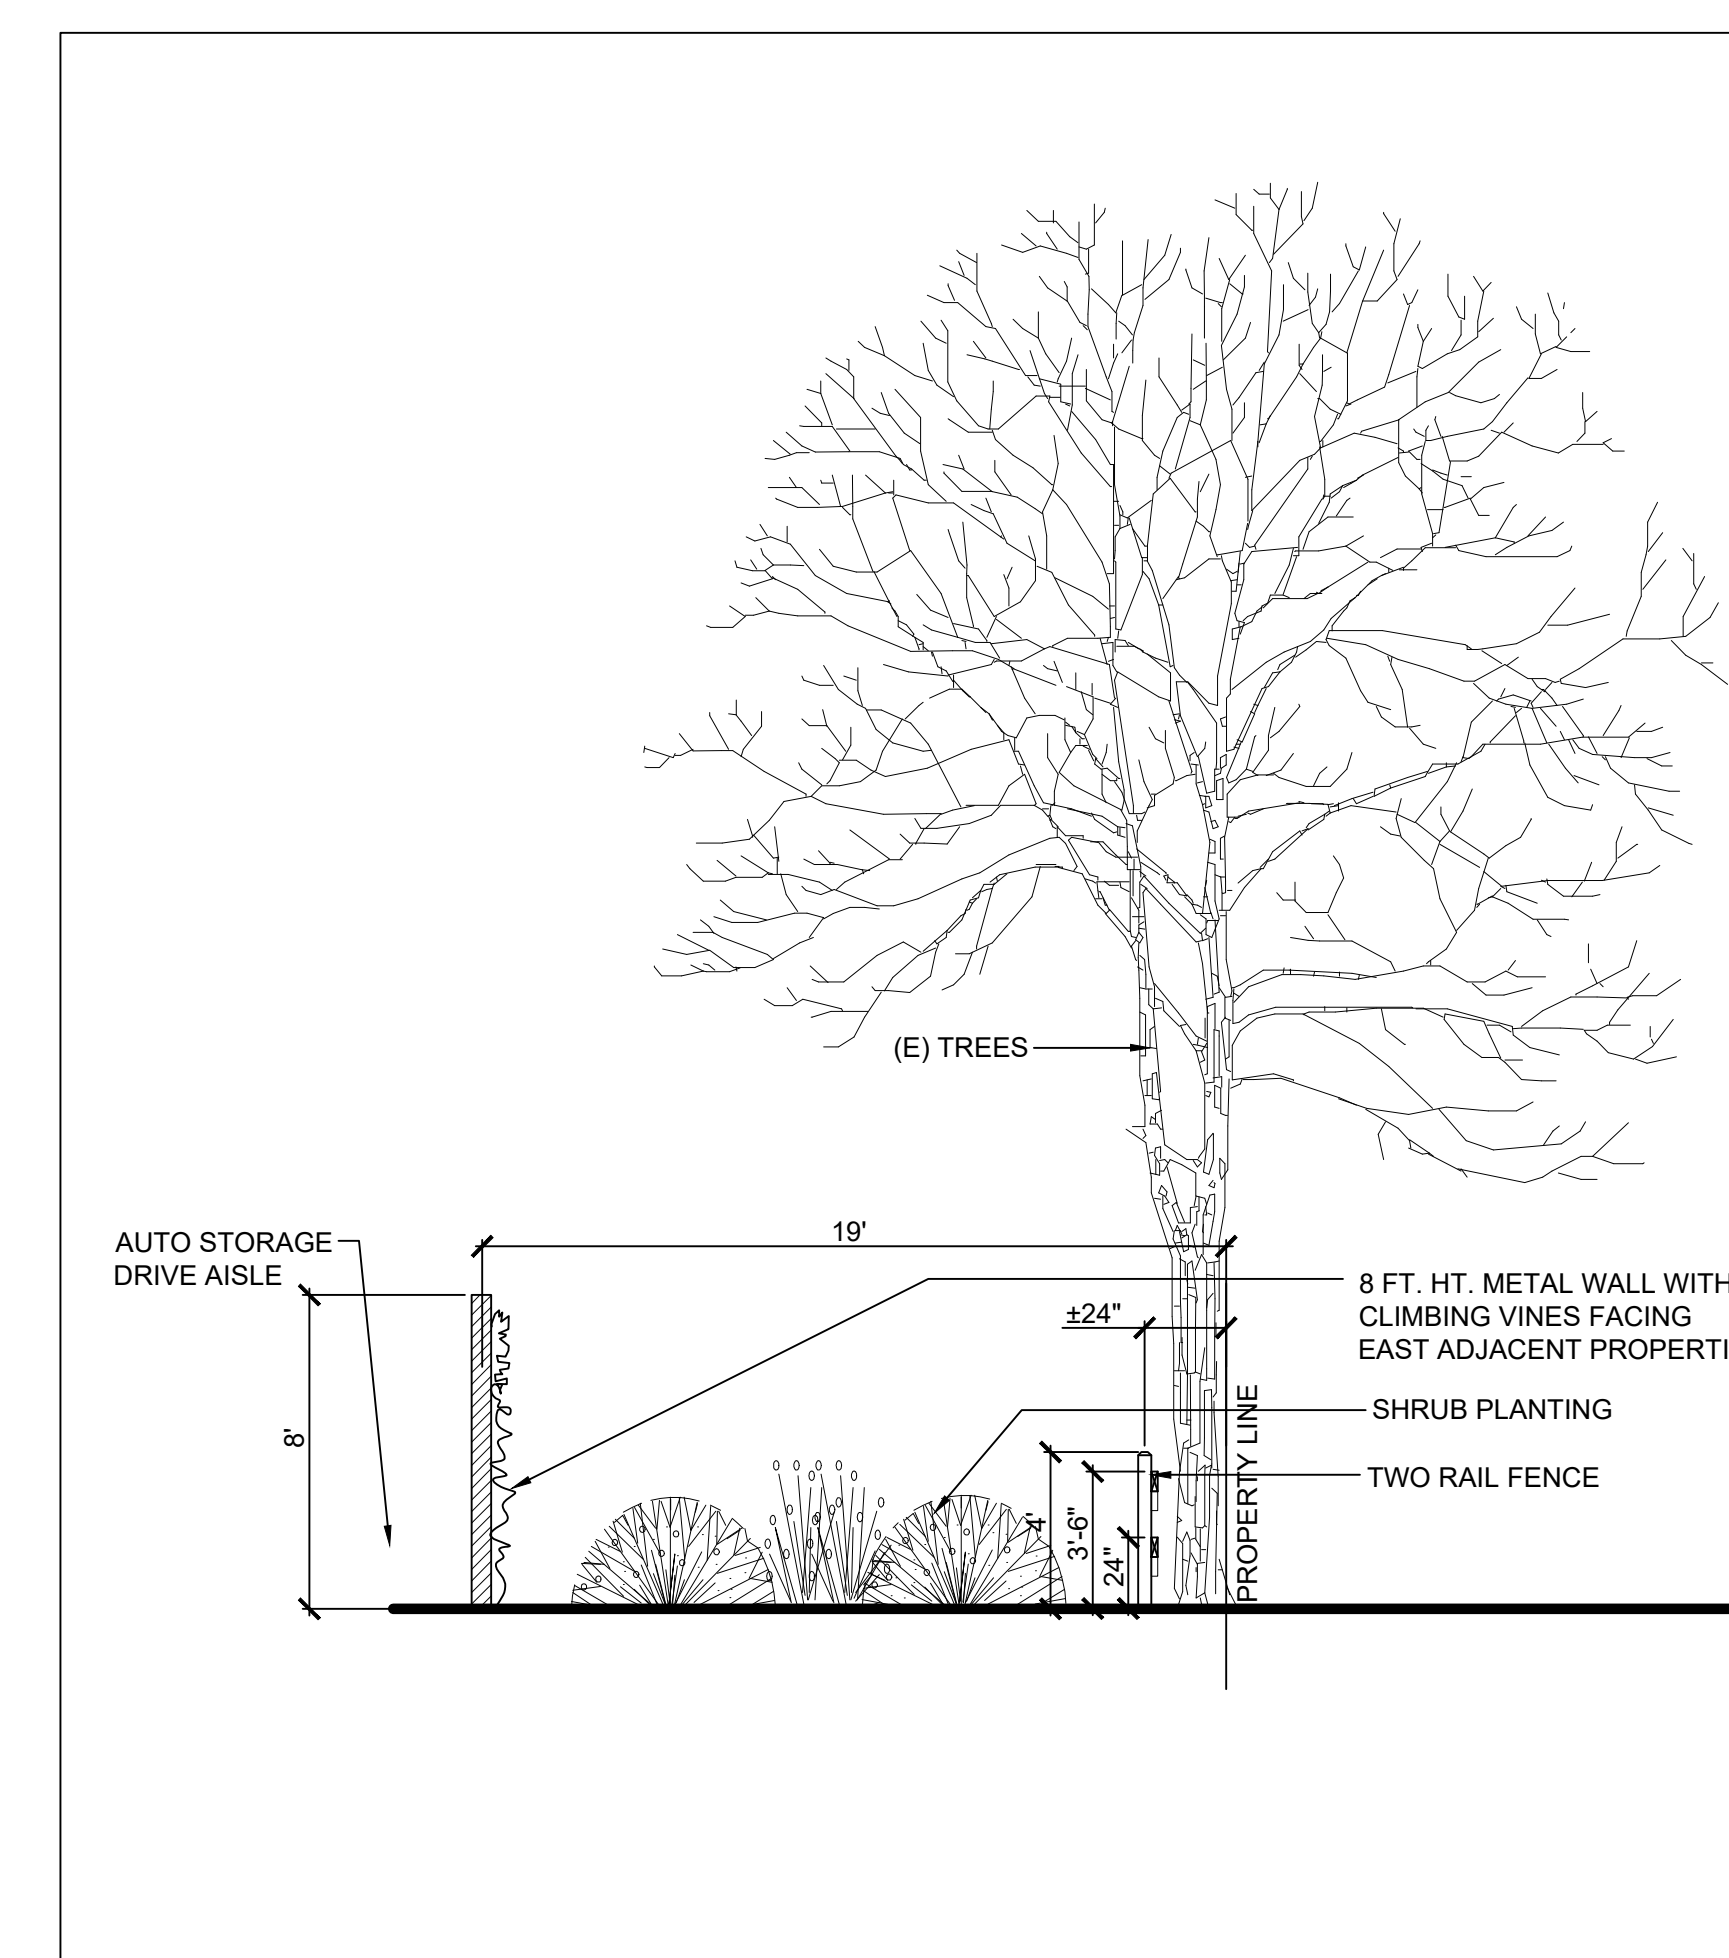 (E) TREES
19'
AUTO STORAGE
DRIVE AISLE
8 FT. HT. METAL WALL WITH
CLIMBING VINES FACING
EAST ADJACENT
±24"
SHRUB PLANTING
8'
TWO RAIL FENCE
4'
3'-6"
24"
PROPERTY LINE